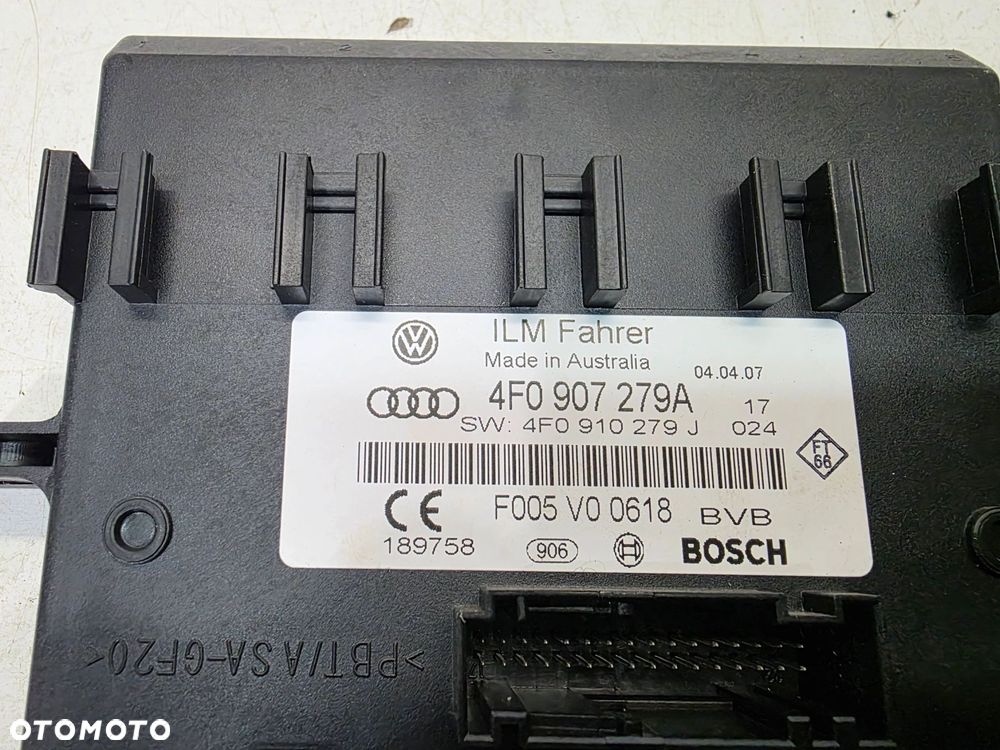 ILM Fahrer
Made in Australia
04.04.07
4F0 907 279A 17
SW: 4F0 910 279 J 024
FT
66
CE F005 V0 0618 BVB
189758 906 BOSCH
>PBT/ASA-GF20<
OTOMOTO